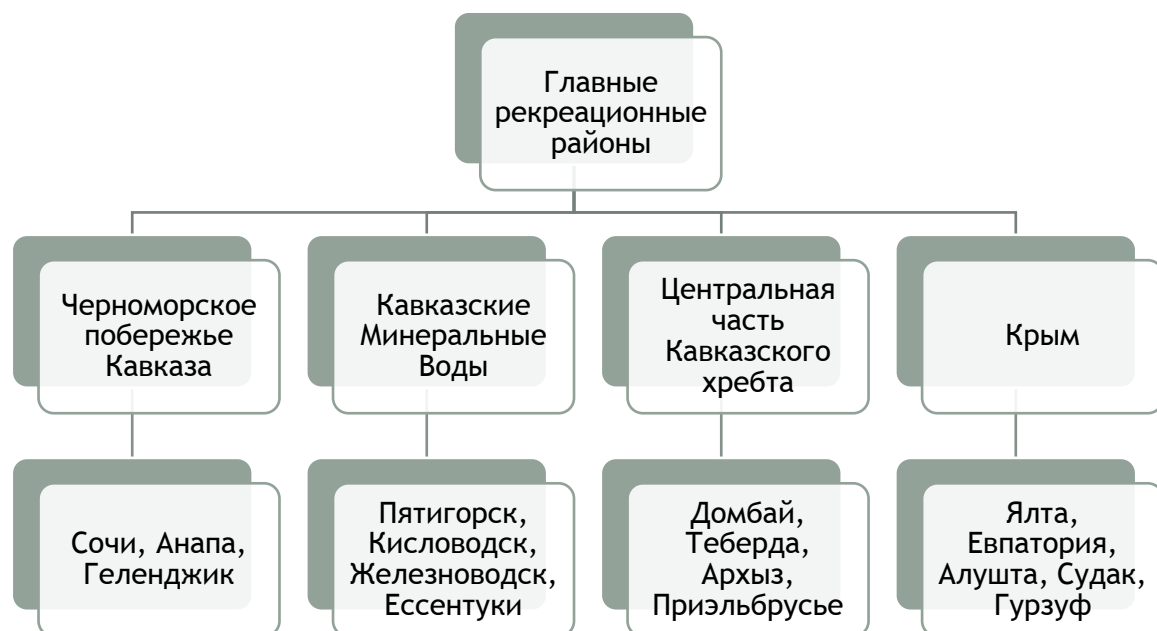 Главные
рекреационные
районы
Черноморское
побережье
Кавказа
Кавказские
Минеральные
Воды
Центральная
часть
Кавказского
хребта
Крым
Сочи, Анапа,
Геленджик
Пятигорск,
Кисловодск,
Железноводск,
Ессентуки
Домбай,
Теберда,
Архыз,
Приэльбрусье
Ялта,
Евпатория,
Алушта, Судак,
Гурзуф